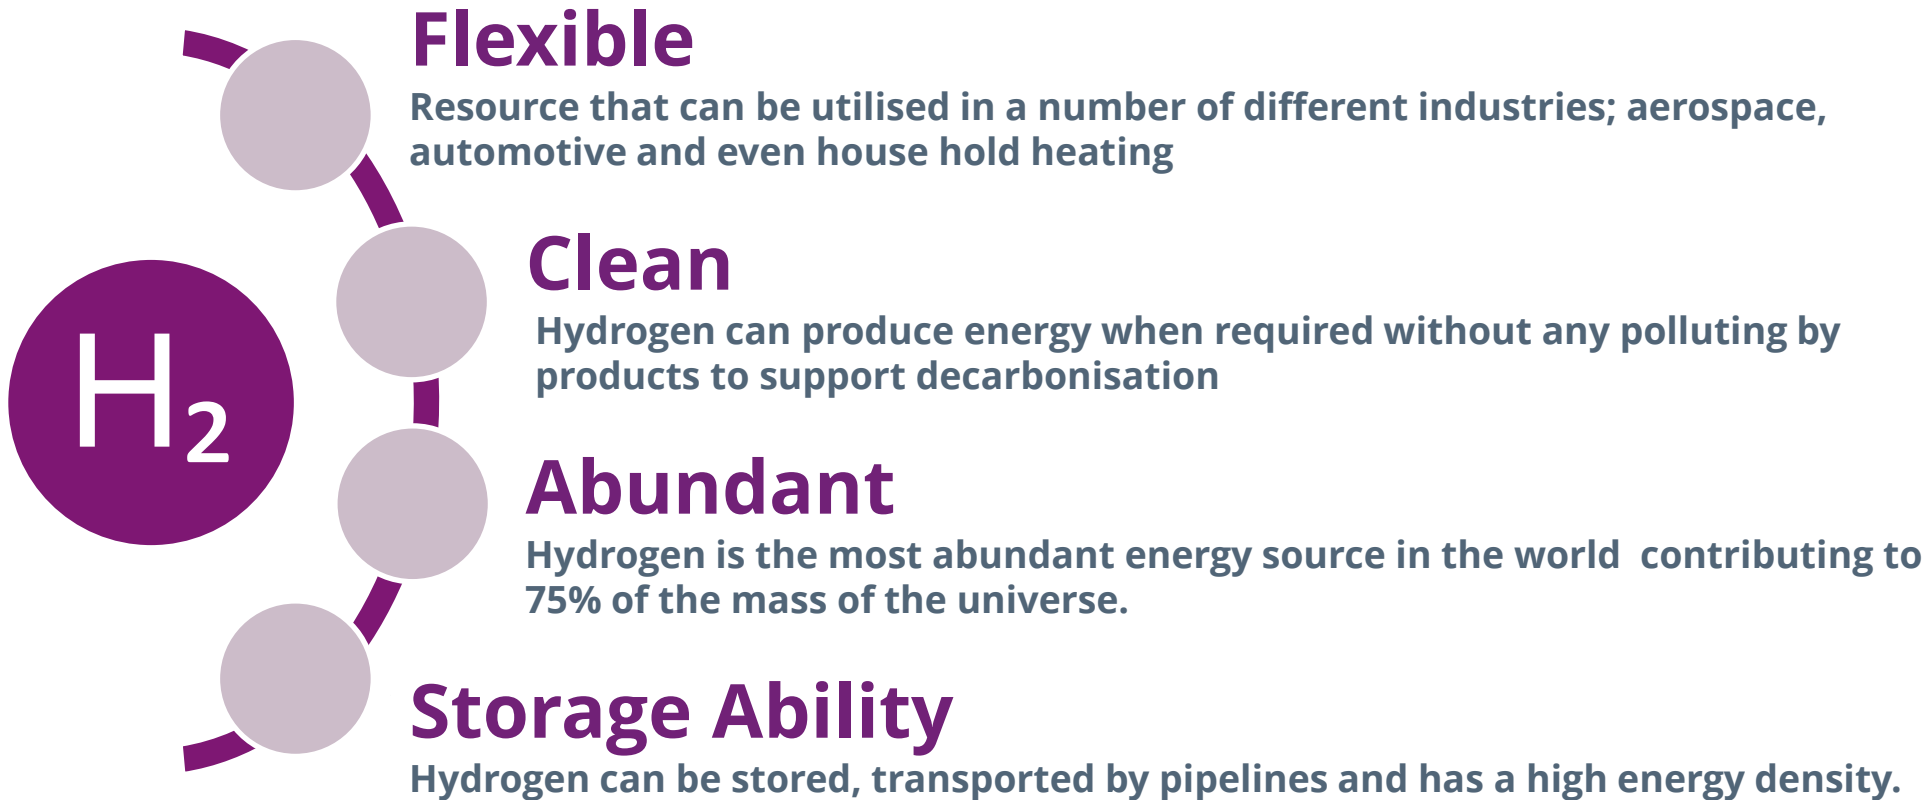 Flexible
Resource that can be utilised in a number of different industries; aerospace,
automotive and even house hold heating
Clean
Hydrogen can produce energy when required without any polluting by
products to support decarbonisation
H₂
Abundant
Hydrogen is the most abundant energy source in the world  contributing to
75% of the mass of the universe.
Storage Ability
Hydrogen can be stored, transported by pipelines and has a high energy density.